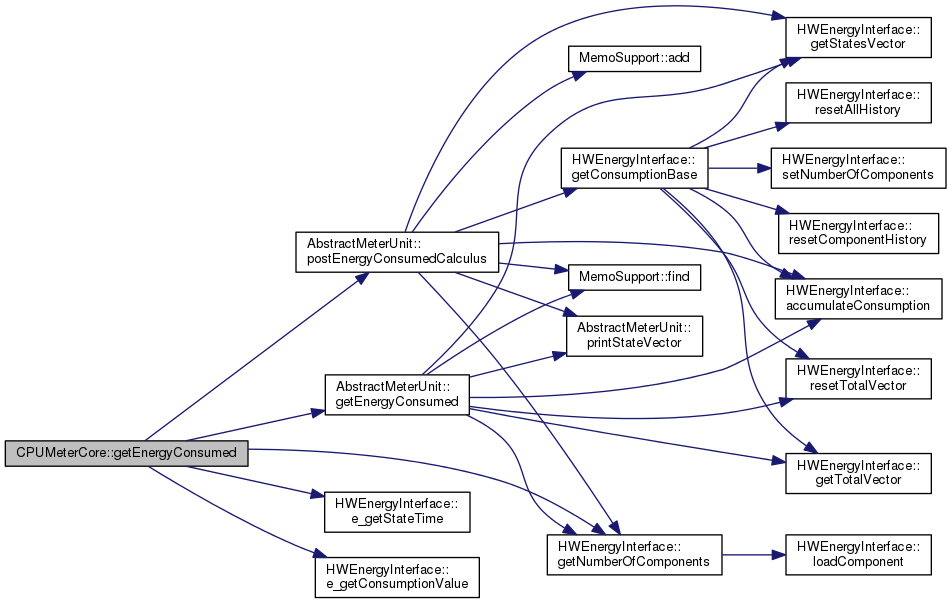 HWEnergyInterface::
getStatesVector
MemoSupport::add
HWEnergyInterface::
resetAllHistory
HWEnergyInterface::
getConsumptionBase
HWEnergyInterface::
setNumberOfComponents
HWEnergyInterface::
resetComponentHistory
AbstractMeterUnit::
postEnergyConsumedCalculus
MemoSupport::find
HWEnergyInterface::
accumulateConsumption
AbstractMeterUnit::
printStateVector
HWEnergyInterface::
resetTotalVector
AbstractMeterUnit::
getEnergyConsumed
CPUMeterCore::getEnergyConsumed
HWEnergyInterface::
getTotalVector
HWEnergyInterface::
e_getStateTime
HWEnergyInterface::
getNumberOfComponents
HWEnergyInterface::
loadComponent
HWEnergyInterface::
e_getConsumptionValue